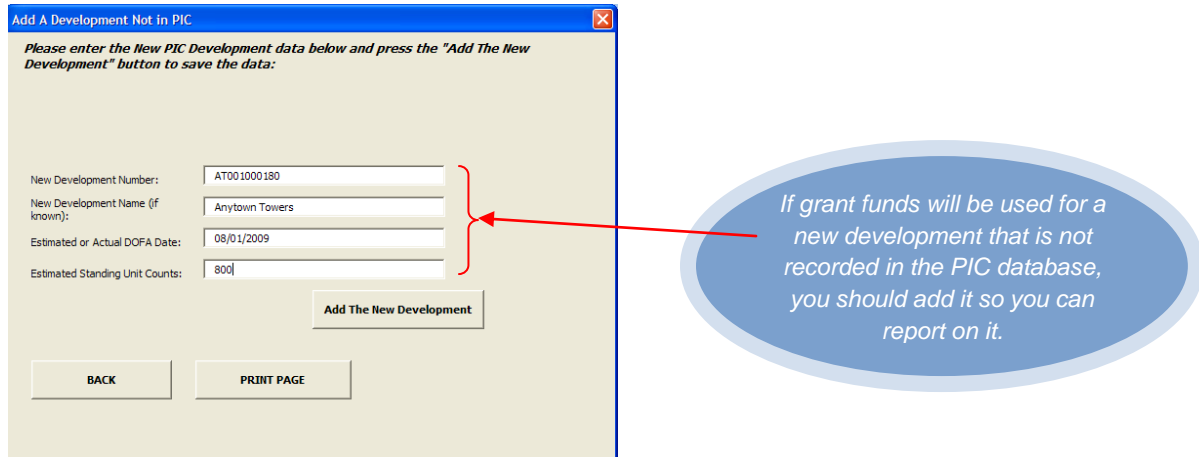 Add A Development Not in PIC
Please enter the New PIC Development data below and press the "Add The New
Development" button to save the data:
New Development Number:
AT001000180
New Development Name (if
known):
Anytown Towers
Estimated or Actual DOFA Date:
08/01/2009
Estimated Standing Unit Counts:
800
Add The New Development
BACK
PRINT PAGE
If grant funds will be used for a
new development that is not
recorded in the PIC database,
you should add it so you can
report on it.